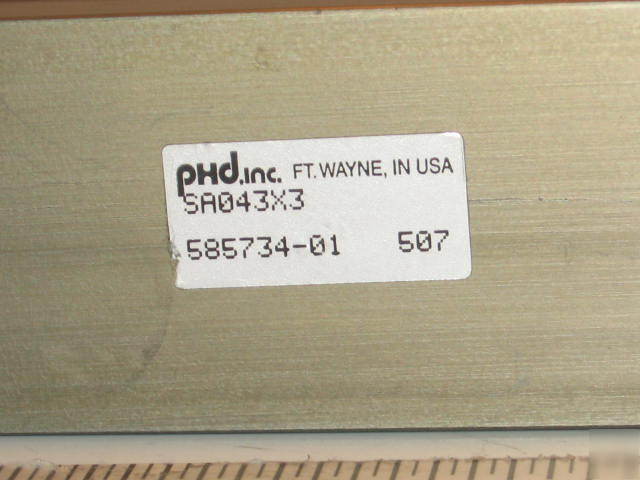 PHd.inc. FT. WAYNE, IN USA
SA043X3
585734-01 507